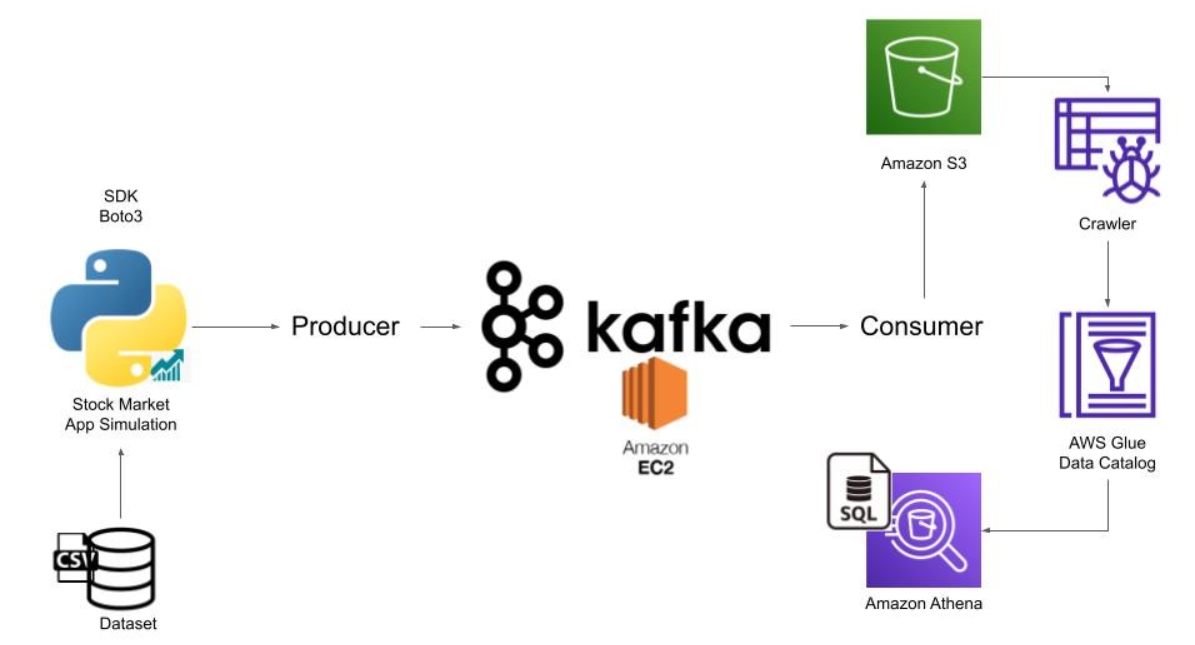 SDK
Boto3
Stock Market
App Simulation
CSV
Dataset
Producer
kafka
Amazon
EC2
Consumer
Amazon S3
Crawler
AWS Glue
Data Catalog
SQL
Amazon Athena